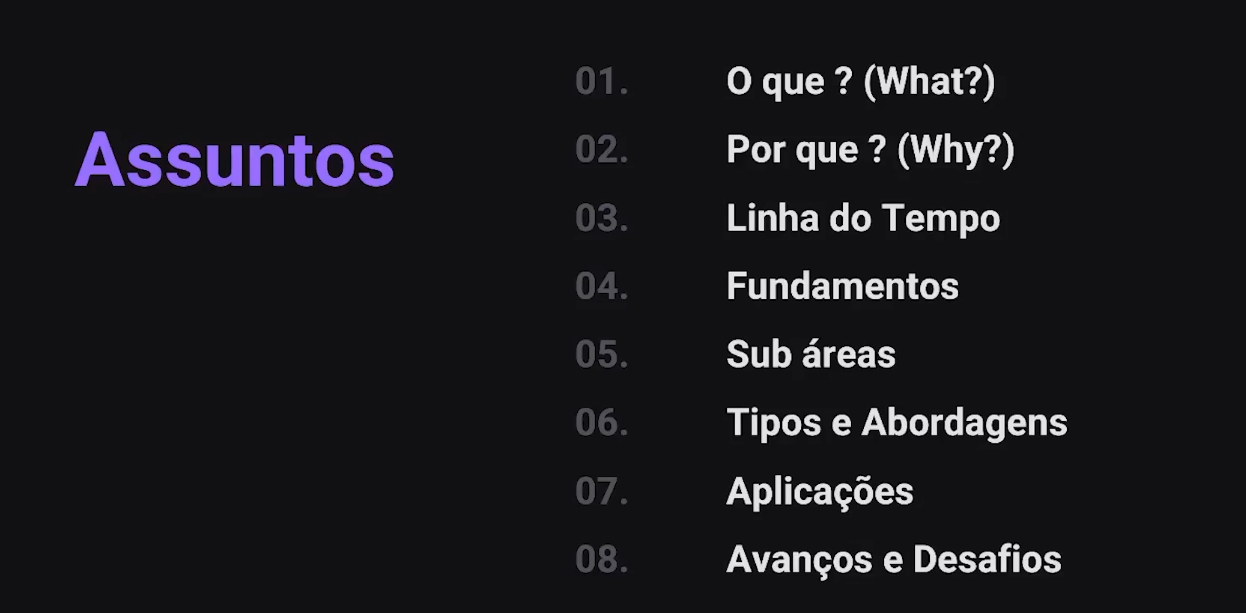 Assuntos
01. O que ? (What?)
02. Por que ? (Why?)
03. Linha do Tempo
04. Fundamentos
05. Sub áreas
06. Tipos e Abordagens
07. Aplicações
08. Avanços e Desafios